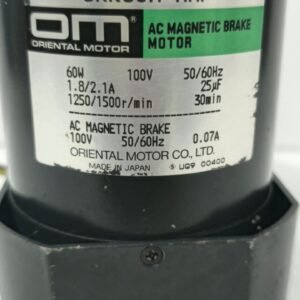 OM
ORIENTAL MOTOR
AC MAGNETIC BRAKE
MOTOR
60W 100V 50/60Hz
1.8/2.1A 25μF
1250/1500r/min 30min
AC MAGNETIC BRAKE
100V 50/60Hz 0.07A
ORIENTAL MOTOR CO., LTD.
MADE IN JAPAN